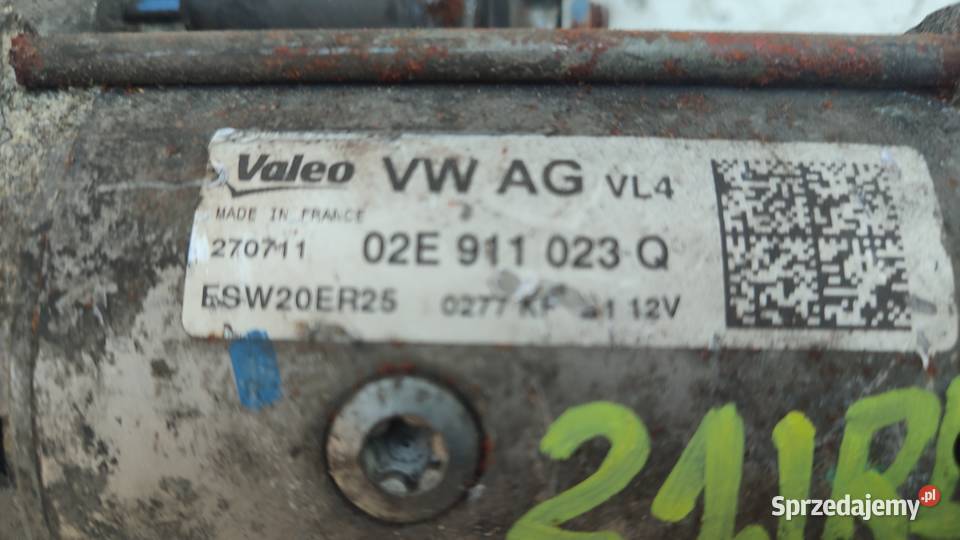 Valeo VW AG VL4
MADE IN FRANCE
270711 02E 911 023 Q
ESW20ER25 0277 12V
Sprzedajemy.pl